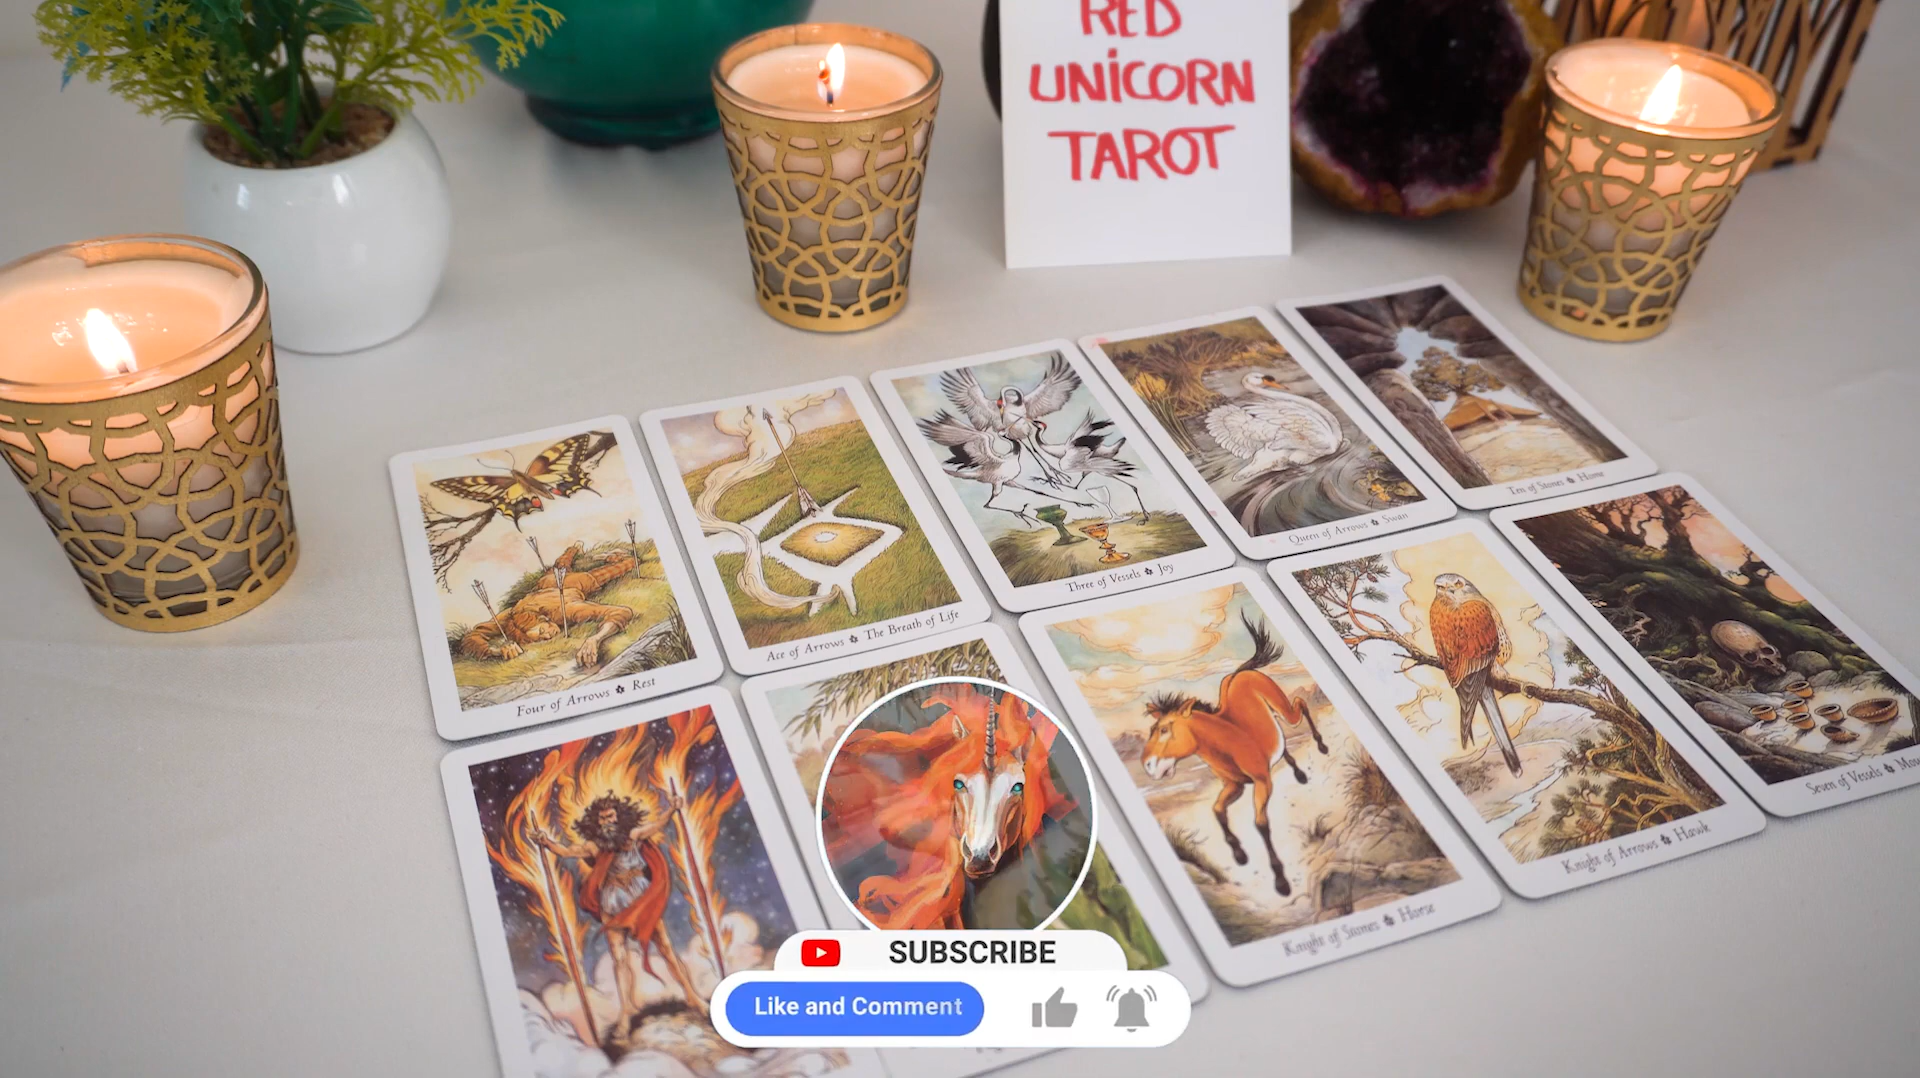 RED
UNiCORN
TAROT
Ten of Stones Home
Queen of Arrows Swan
Three of Vessels Joy
Ace of Arrows The Breath of Life
Four of Arrows Rest
Seven of Vessels
Knight of Arrows Hawk
Knight of Stones Horse
SUBSCRIBE
Like and Comment